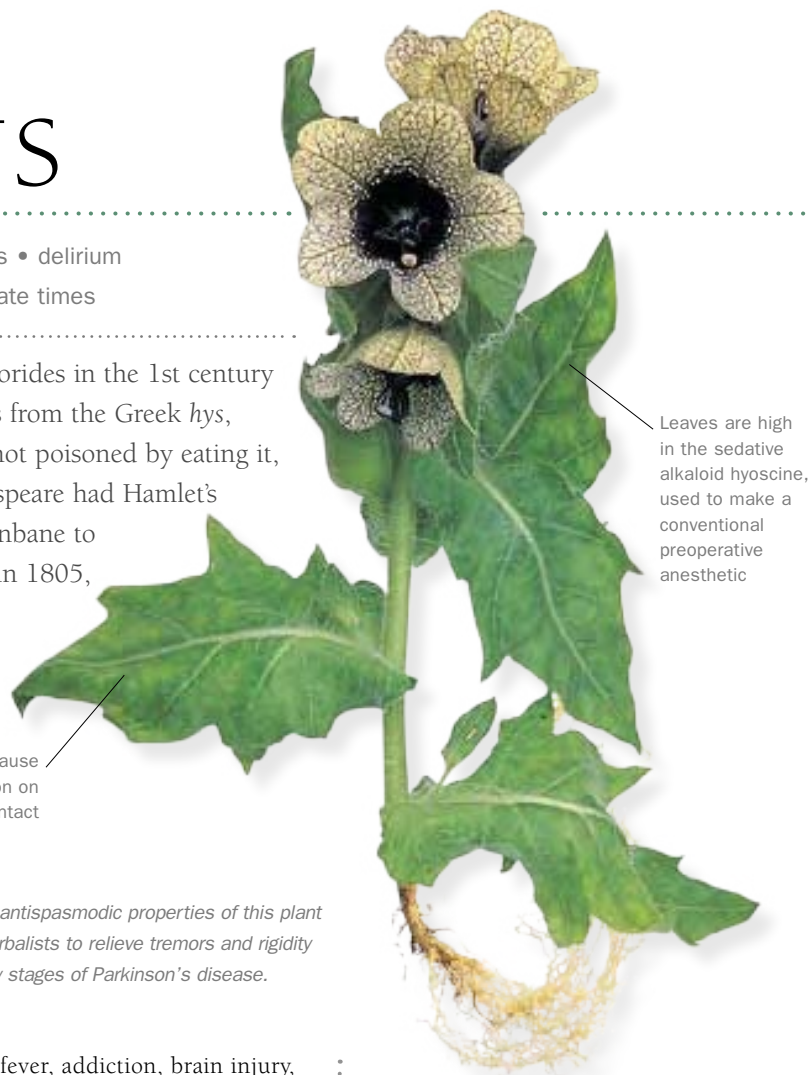 S
s • delirium
ate times
orides in the 1st century
s from the Greek hys,
not poisoned by eating it,
speare had Hamlet's
nbane to
in 1805,
Leaves are high
in the sedative
alkaloid hyoscine,
used to make a
conventional
preoperative
anesthetic
ause
on on
ntact
antispasmodic properties of this plant
rbalists to relieve tremors and rigidity
y stages of Parkinson's disease.
fever, addiction, brain injury,